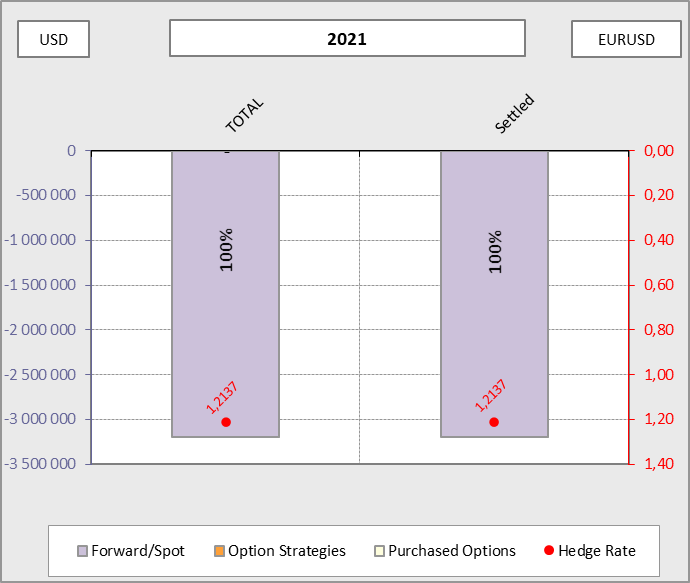 USD
2021
EURUSD
TOTAL
Settled
0
-500 000
-1 000 000
-1 500 000
-2 000 000
-2 500 000
-3 000 000
-3 500 000
-
100%
100%
1,2137
1,2137
0,00
0,20
0,40
0,60
0,80
1,00
1,20
1,40
Forward/Spot
Option Strategies
Purchased Options
Hedge Rate